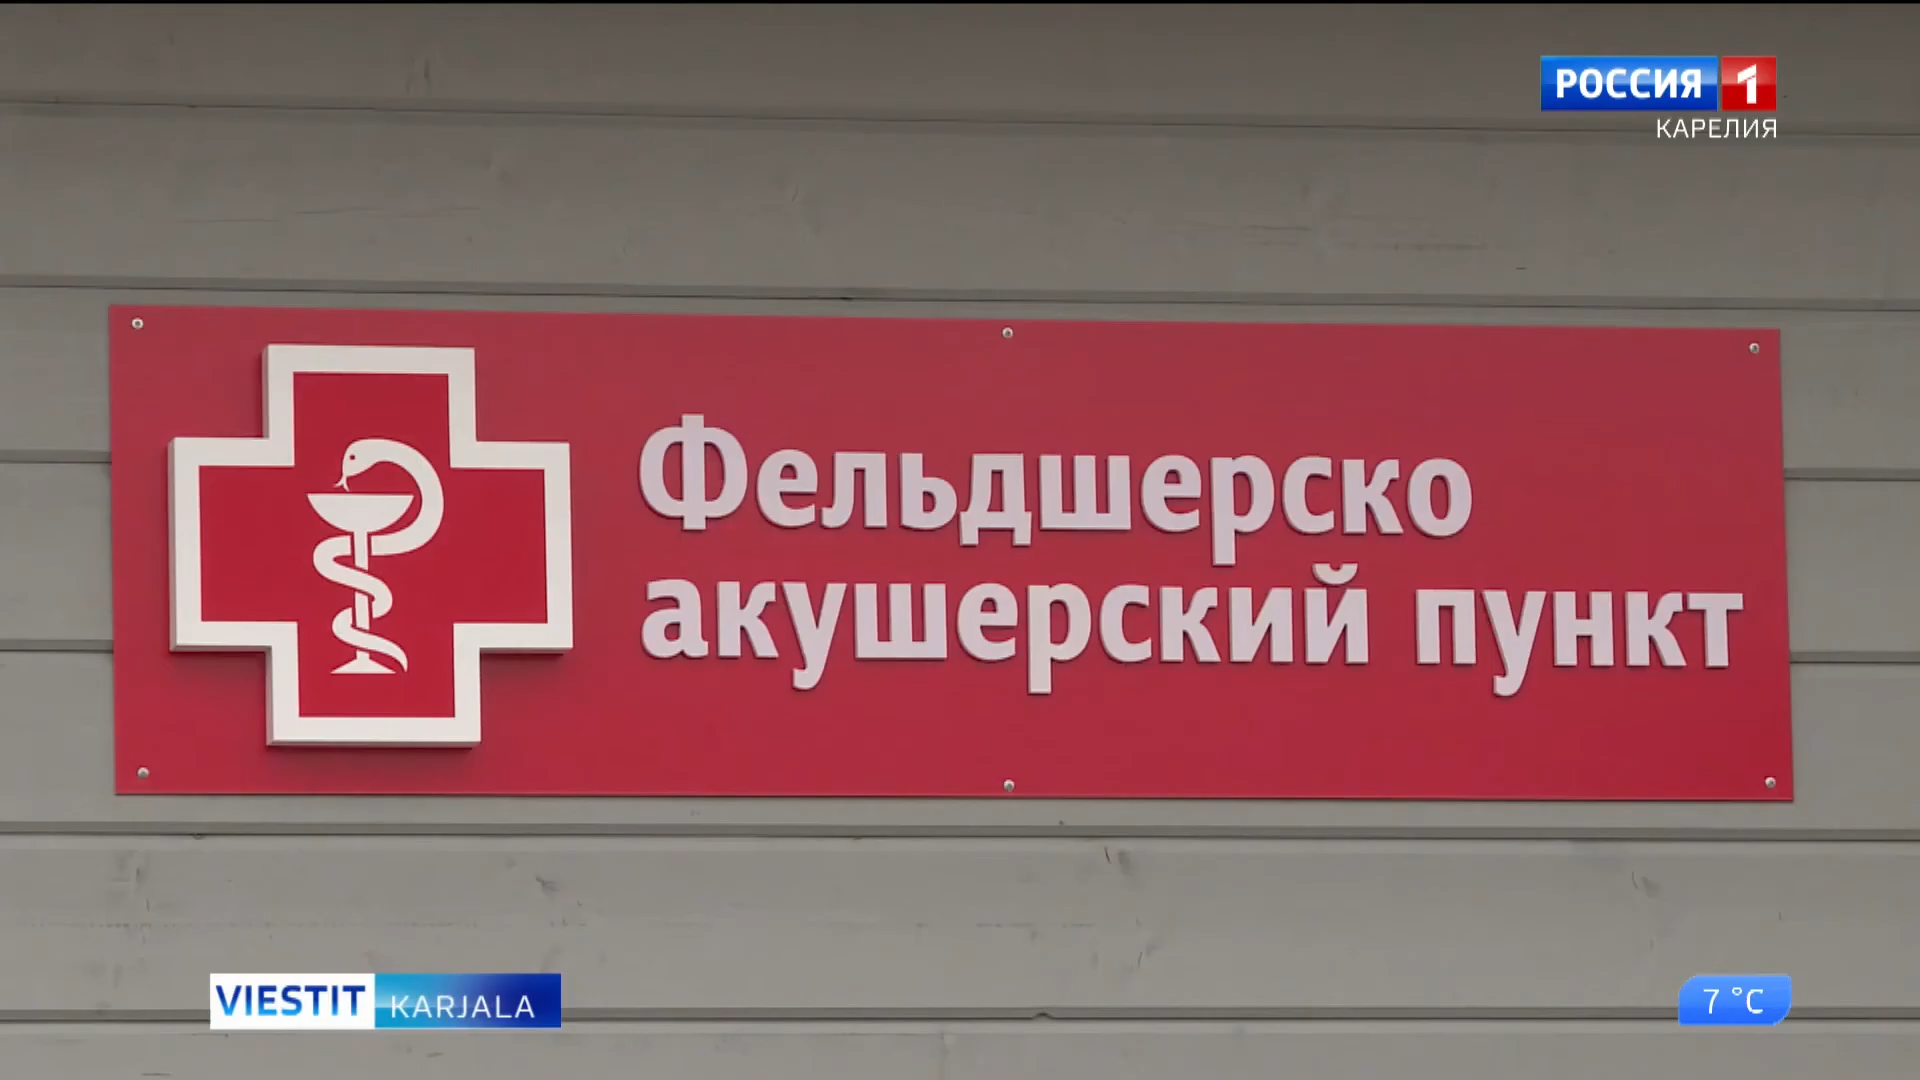 РОССИЯ 1
КАРЕЛИЯ
Фельдшерско
акушерский пункт
VIESTIT KARJALA
7 °C